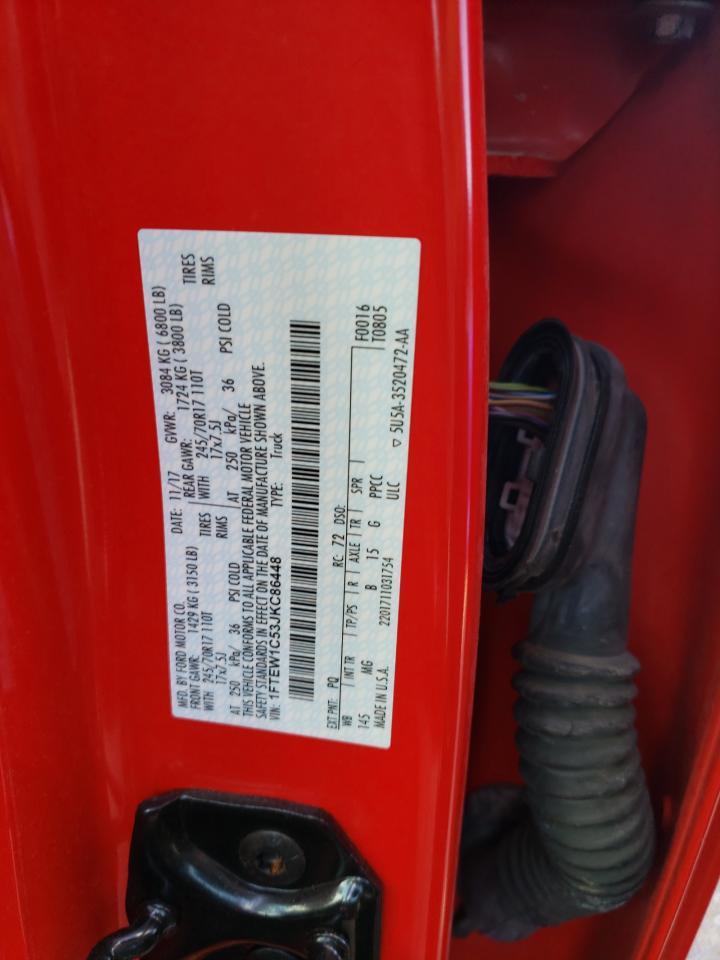 MFD. BY FORD MOTOR CO.
DATE: 11/17 GVWR: 3084 KG ( 6800 LB)
FRONT GAWR: 1429 KG ( 3150 LB) REAR GAWR: 1724 KG ( 3800 LB)
WITH 245/70R17 110T TIRES WITH 245/70R17 110T TIRES
17x7.5J RIMS 17x7.5J RIMS
AT 250 kPa/ 36 PSI COLD AT 250 kPa/ 36 PSI COLD
THIS VEHICLE CONFORMS TO ALL APPLICABLE FEDERAL MOTOR VEHICLE
SAFETY STANDARDS IN EFFECT ON THE DATE OF MANUFACTURE SHOWN ABOVE.
VIN: 1FTEW1C53JKC86448 TYPE: Truck
EXT PNT: PQ RC: 72 DSO: F0016
WB INT TR TP/PS R AXLE TR SPR T0805
145 MG B 15 G PPCC
MADE IN U.S.A. 2201711031754 ULC ▽ 5U5A-3520472-AA